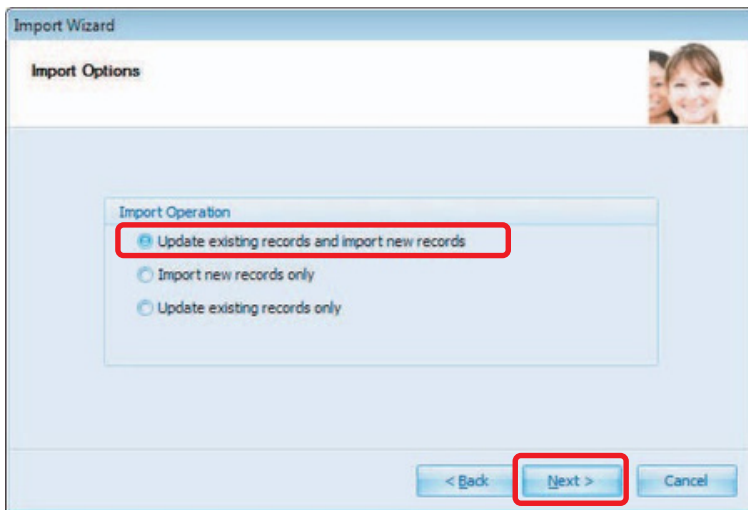 Import Wizard
Import Options
Import Operation
Update existing records and import new records
Import new records only
Update existing records only
< Back
Next >
Cancel